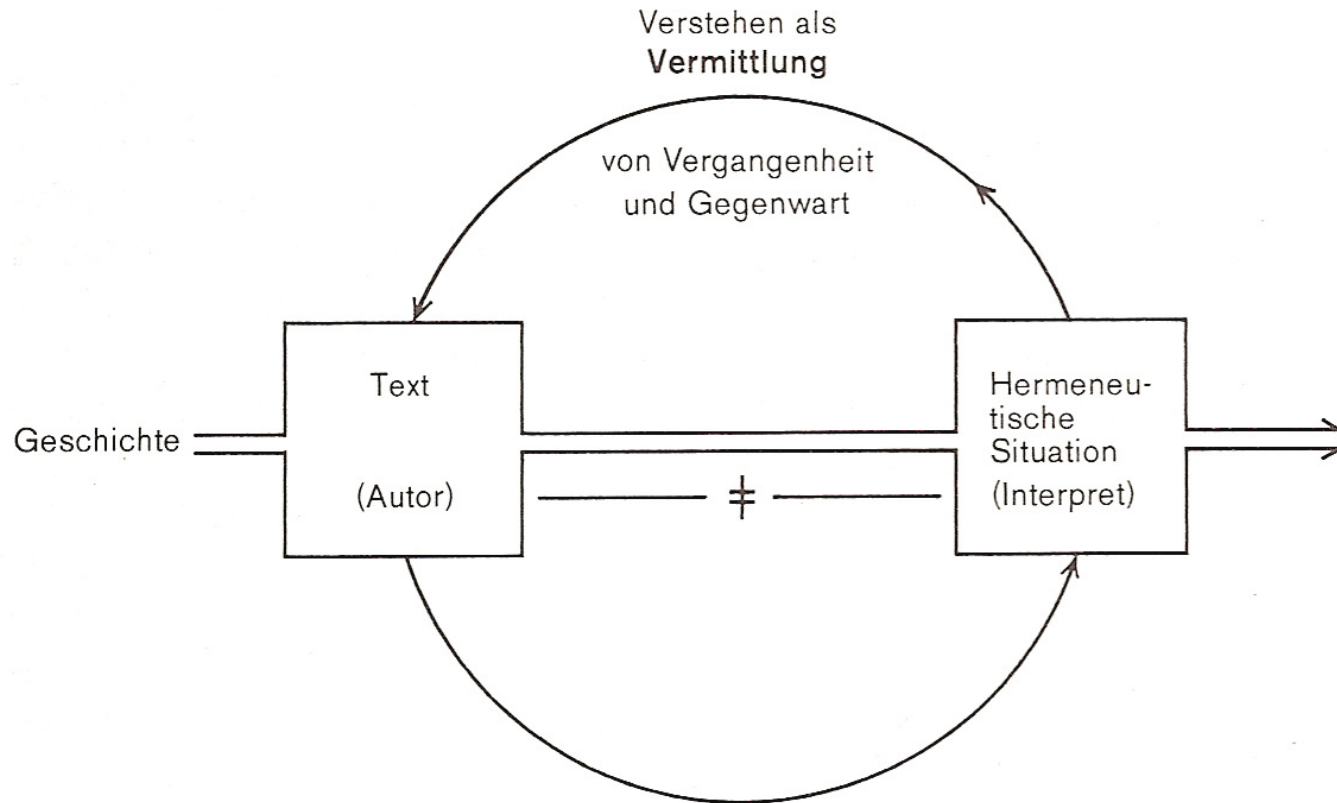 Verstehen als
Vermittlung
von Vergangenheit
und Gegenwart
Geschichte
Text
(Autor)
≠
Hermeneu-
tische
Situation
(Interpret)